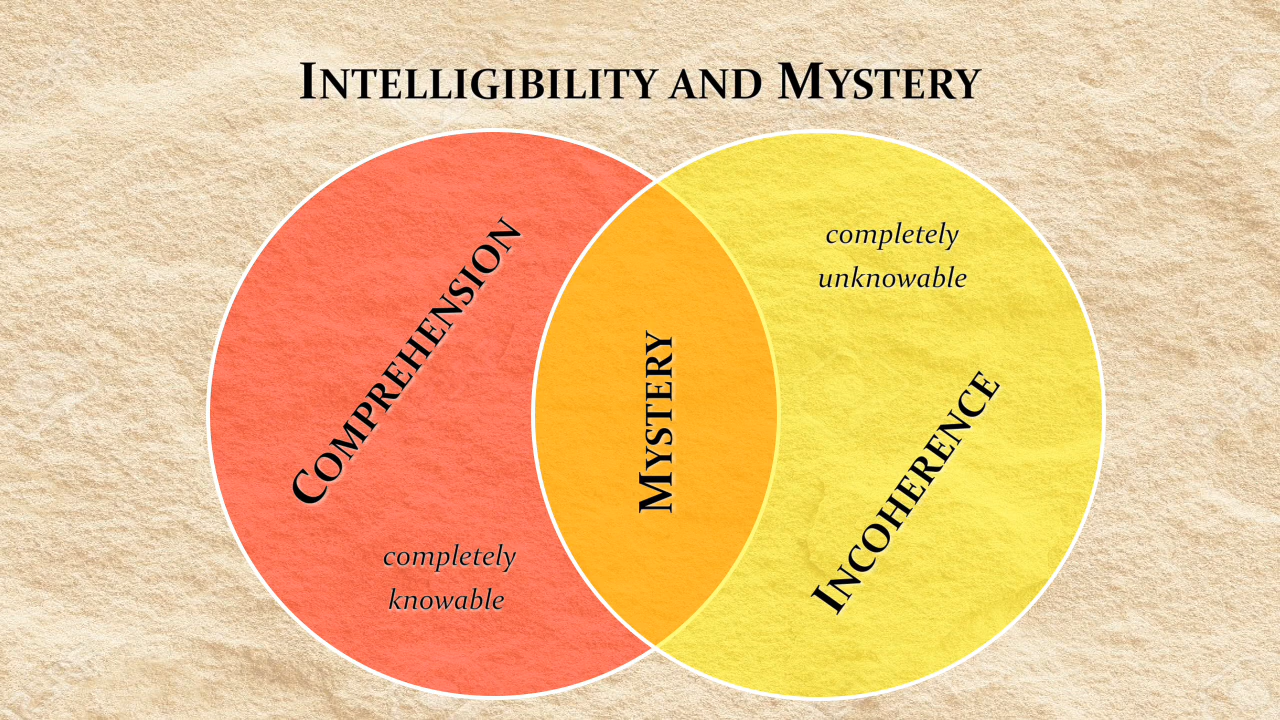 INTELLIGIBILITY AND MYSTERY
COMPREHENSION
completely
knowable
MYSTERY
completely
unknowable
INCOHERENCE